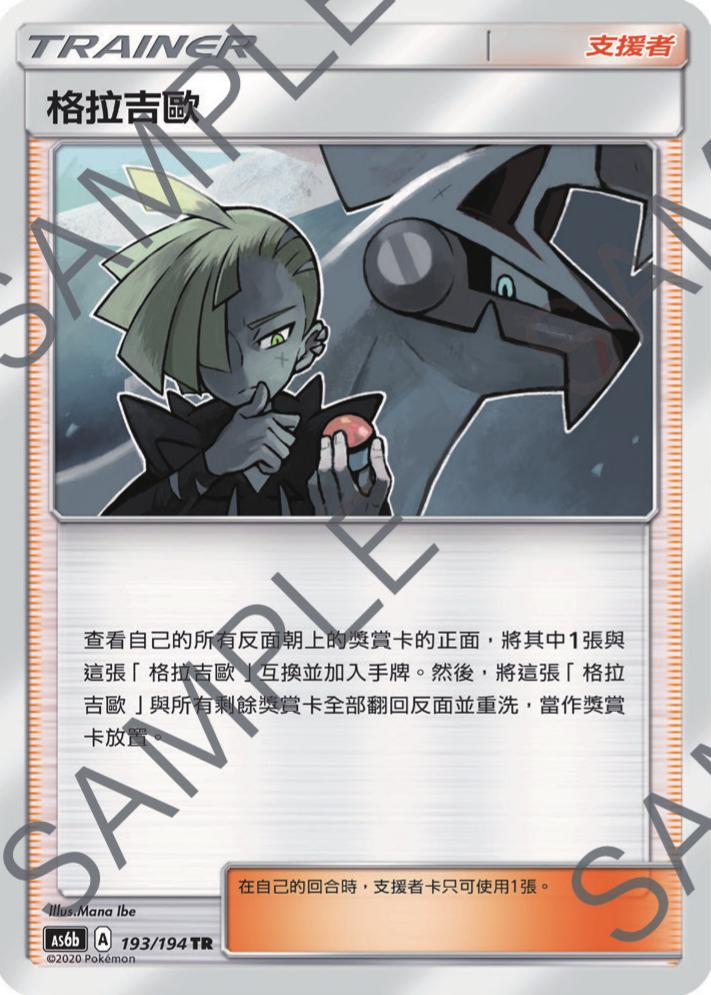 TRAINER
支援者
格拉吉歐
查看自己的所有反面朝上的獎賞卡的正面，將其中1張與
這張「 格拉吉歐 」互換並加入手牌。然後，將這張「 格拉
吉歐 」與所有剩餘獎賞卡全部翻回反面並重洗，當作獎賞
卡放置。
在自己的回合時，支援者卡只可使用1張。
Illus.Mana Ibe
AS6b A 193/194 TR
©2020 Pokémon
SAMPLE
SAMPLE
SAMPLE
SAMPLE